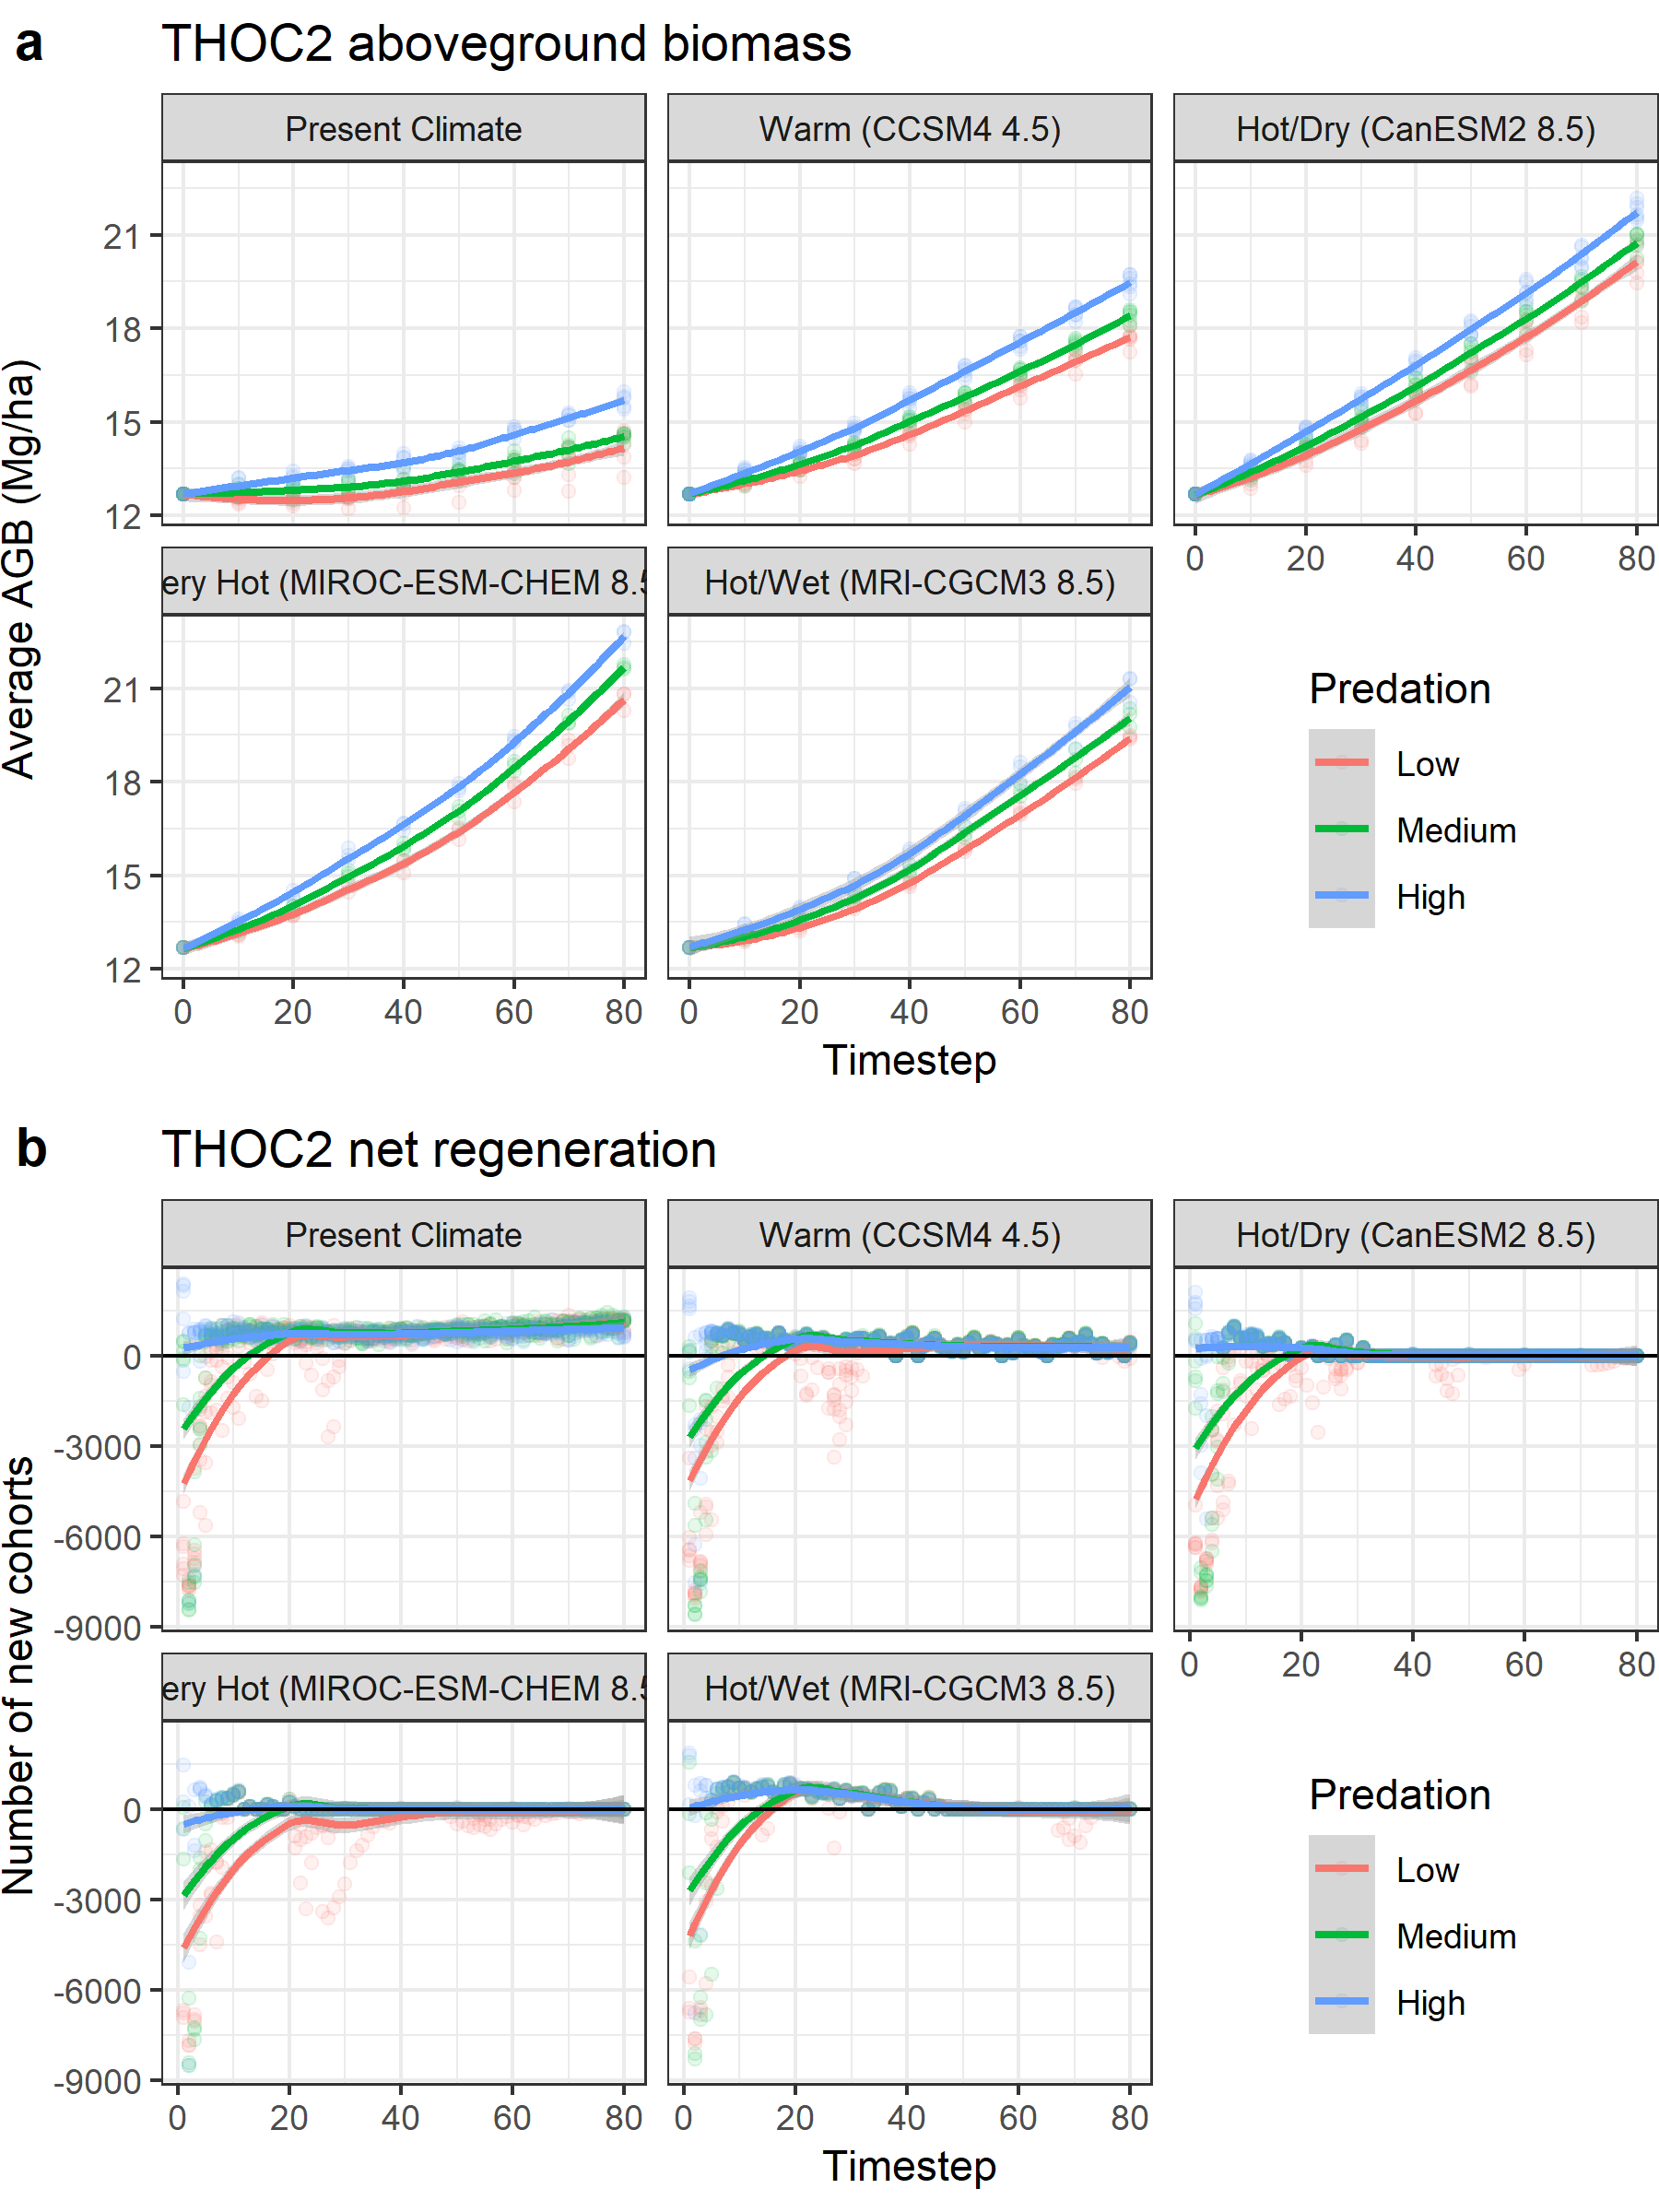 a THOC2 aboveground biomass
Present Climate
Warm (CCSM4 4.5)
Hot/Dry (CanESM2 8.5)
21
18
15
12
0 20 40 60 80
ery Hot (MIROC-ESM-CHEM 8.5
Hot/Wet (MRI-CGCM3 8.5)
21
18
15
12
0 20 40 60 80
0 20 40 60 80
Average AGB (Mg/ha)
Timestep
Predation
Low
Medium
High
b THOC2 net regeneration
Present Climate
Warm (CCSM4 4.5)
Hot/Dry (CanESM2 8.5)
0
-3000
-6000
-9000
0 20 40 60 80
ery Hot (MIROC-ESM-CHEM 8.5
Hot/Wet (MRI-CGCM3 8.5)
0
-3000
-6000
-9000
0 20 40 60 80
0 20 40 60 80
Number of new cohorts
Timestep
Predation
Low
Medium
High